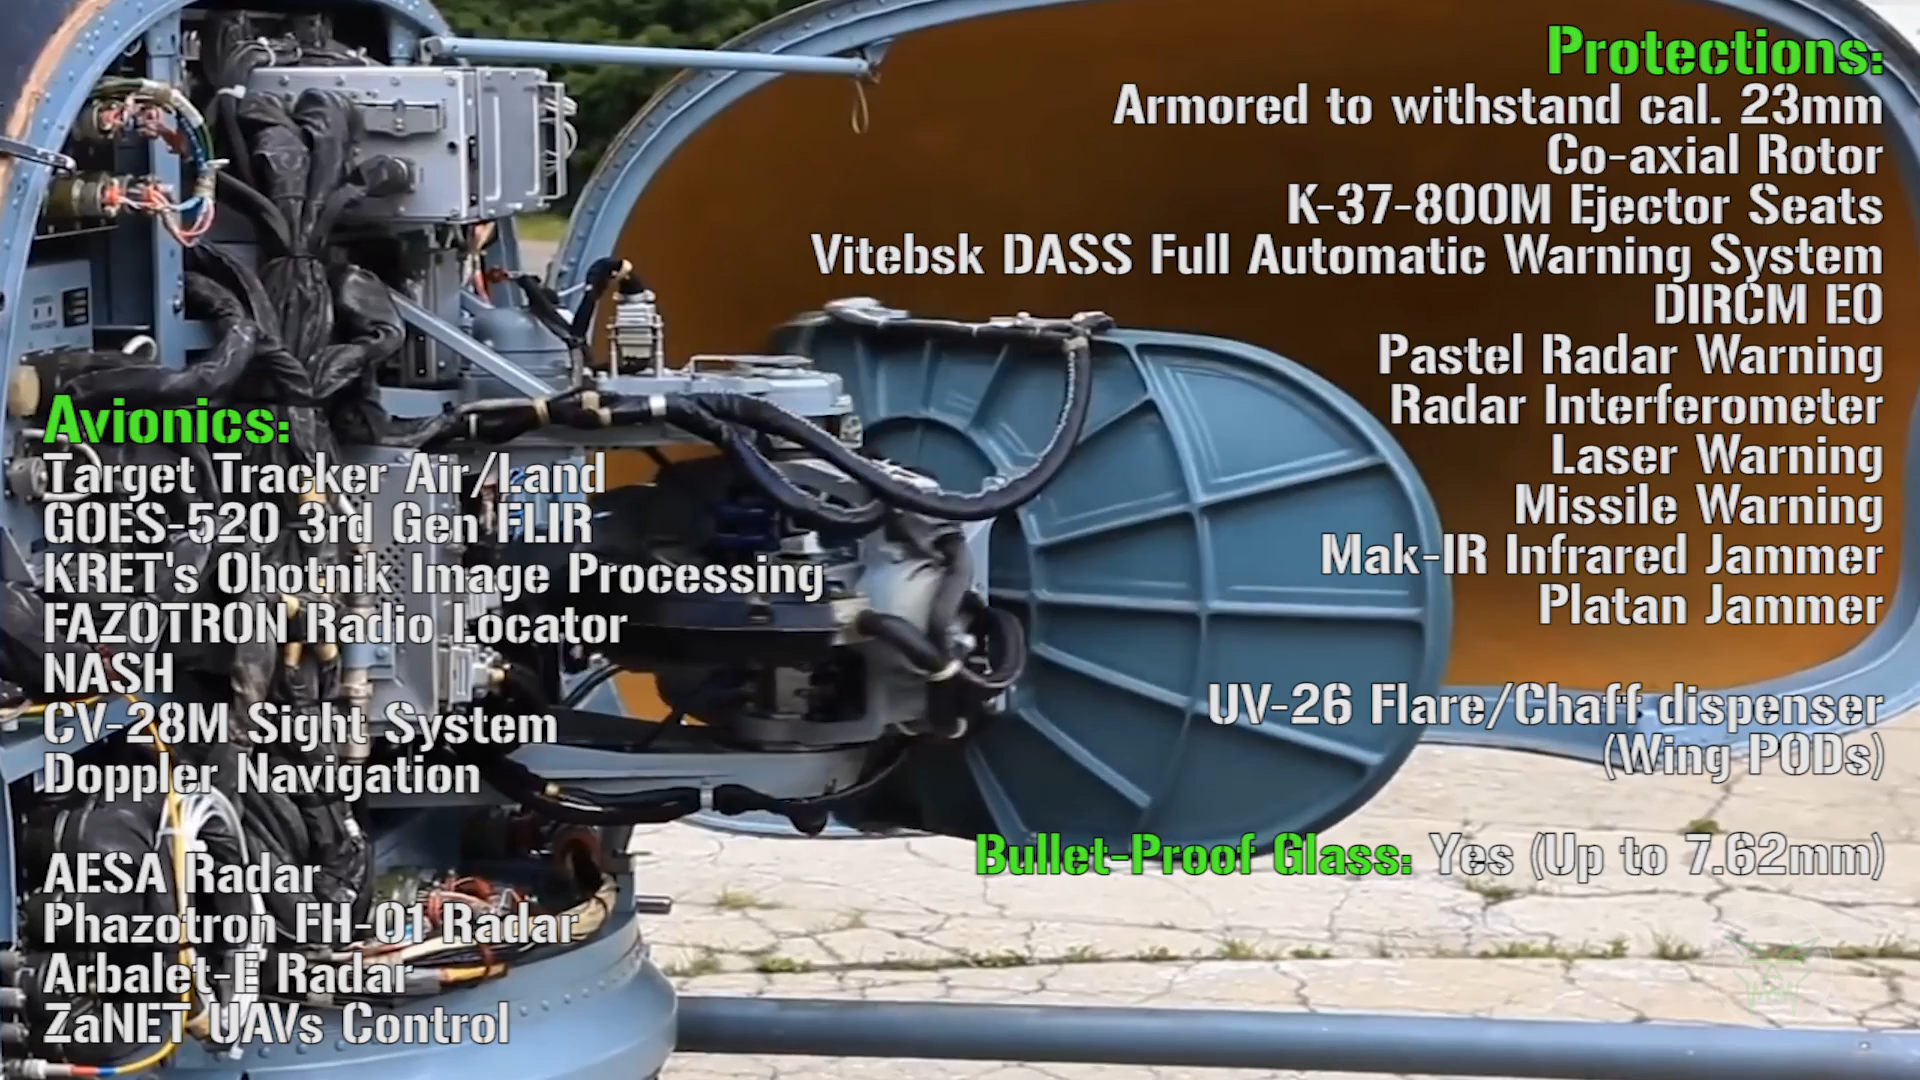 Protections:
Armored to withstand cal. 23mm
Co-axial Rotor
K-37-800M Ejector Seats
Vitebsk DASS Full Automatic Warning System
DIRCM EO
Pastel Radar Warning
Radar Interferometer
Laser Warning
Missile Warning
Mak-IR Infrared Jammer
Platan Jammer
UV-26 Flare/Chaff dispenser
(Wing PODs)
Bullet-Proof Glass: Yes (Up to 7.62mm)
Avionics:
Target Tracker Air/Land
GOES-520 3rd Gen FLIR
KRET's Ohotnik Image Processing
FAZOTRON Radio Locator
NASH
CV-28M Sight System
Doppler Navigation
AESA Radar
Phazotron FH-01 Radar
Arbalet-E Radar
ZaNET UAVs Control